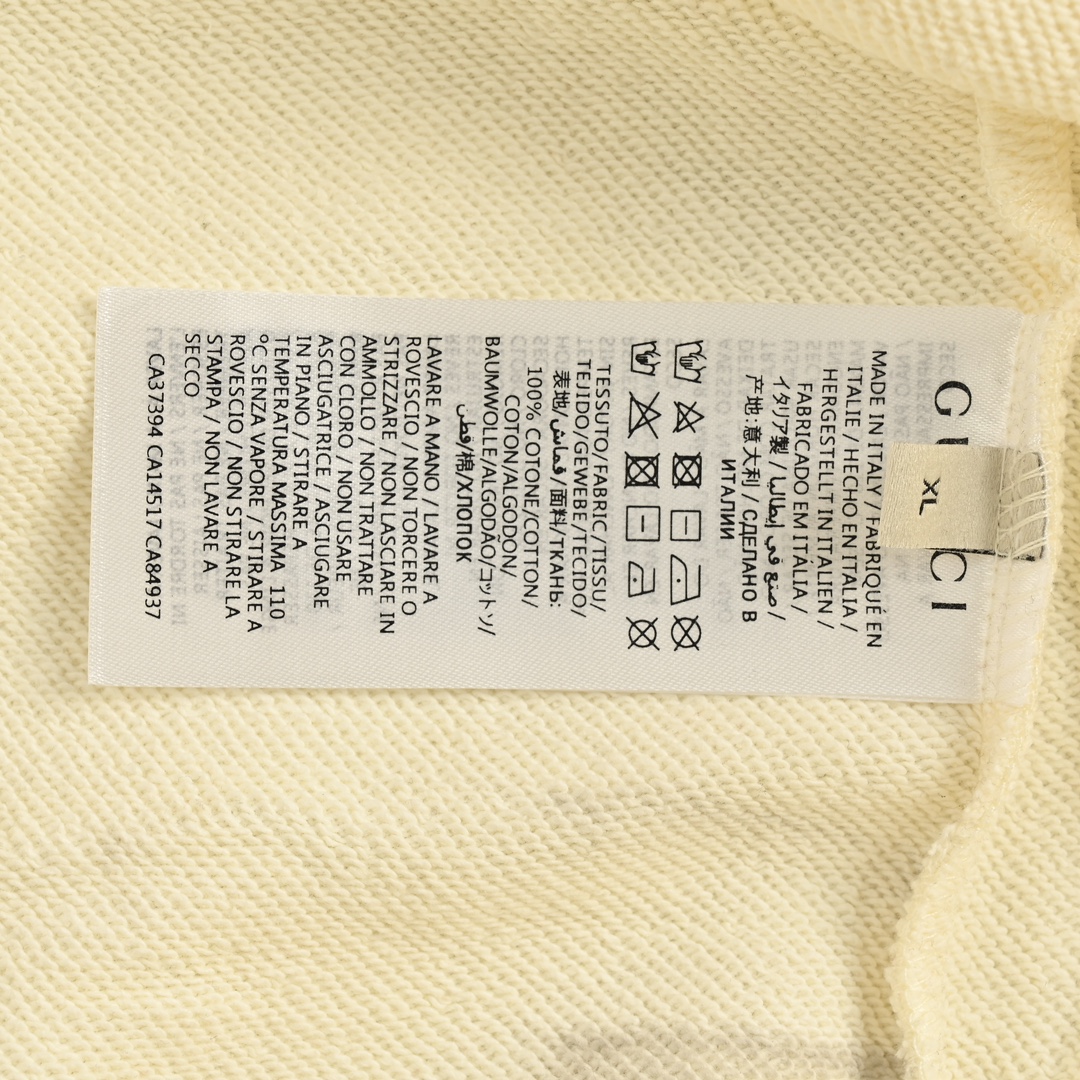 GUCCI
XL
MADE IN ITALY / FABRIQUÉ EN
ITALIE / HECHO EN ITALIA /
HERGESTELLT IN ITALIEN /
FABRICADO EM ITÁLIA /
イタリア製 / صنع في إيطاليا /
产地:意大利 / СДЕЛАНО В
ИТАЛИИ
TESSUTO/FABRIC/TISSU/
TEJIDO/GEWEBE/TECIDO/
表地/قماش/面料/ТКАНЬ:
100% COTONE/COTTON/
COTON/ALGODÓN/
BAUMWOLLE/ALGODÃO/コットン/
قطن/棉/ХЛОПОК
LAVARE A MANO / LAVARE A
ROVESCIO / NON TORCERE O
STRIZZARE / NON LASCIARE IN
AMMOLLO / NON TRATTARE
CON CLORO / NON USARE
ASCIUGATRICE / ASCIUGARE
IN PIANO / STIRARE A
TEMPERATURA MASSIMA 110
°C SENZA VAPORE / STIRARE A
ROVESCIO / NON STIRARE LA
STAMPA / NON LAVARE A
SECCO
CA37394 CA14517 CA84937